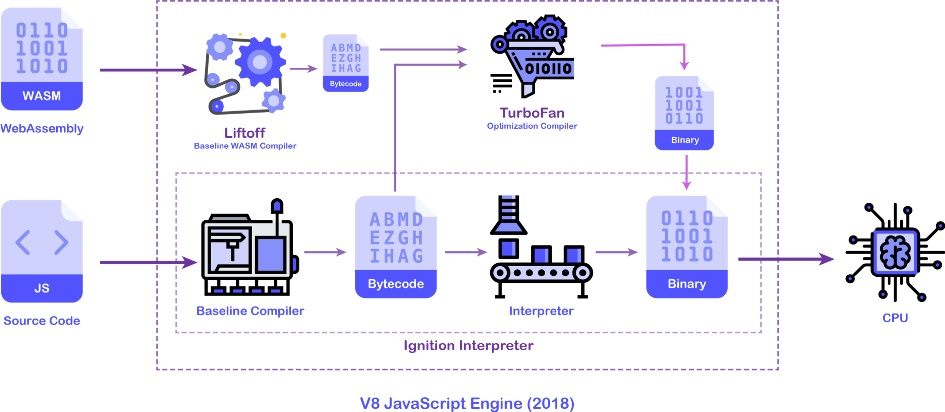 0110
1001
1010
WASM
WebAssembly
Liftoff
Baseline WASM Compiler
ABMD
EZGH
IHAG
Bytecode
010110
TurboFan
Optimization Compiler
1001
1001
0110
Binary
JS
Source Code
Baseline Compiler
ABMD
EZGH
IHAG
Bytecode
Interpreter
0110
1001
1010
Binary
CPU
Ignition Interpreter
V8 JavaScript Engine (2018)